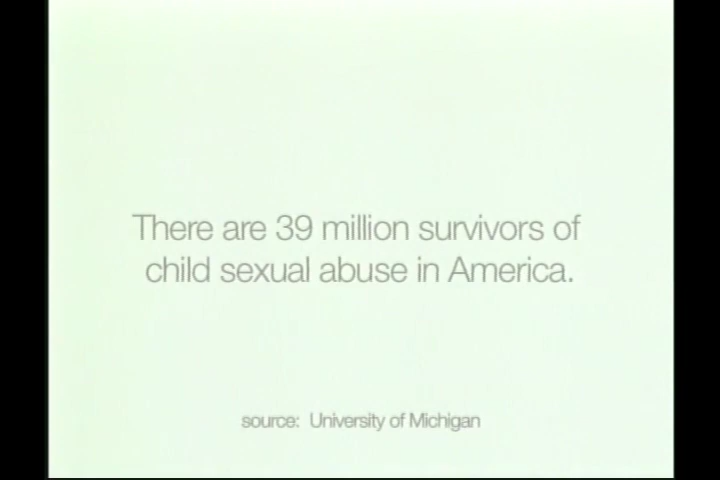 There are 39 million survivors of
child sexual abuse in America.
source: University of Michigan